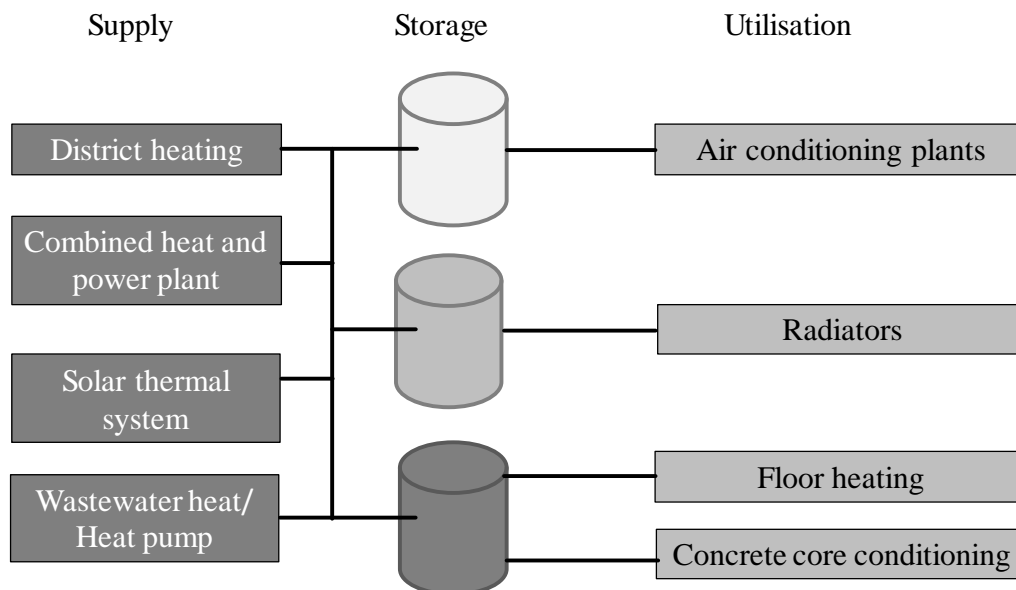 Supply
Storage
Utilisation
District heating
Air conditioning plants
Combined heat and
power plant
Radiators
Solar thermal
system
Floor heating
Wastewater heat/
Heat pump
Concrete core conditioning